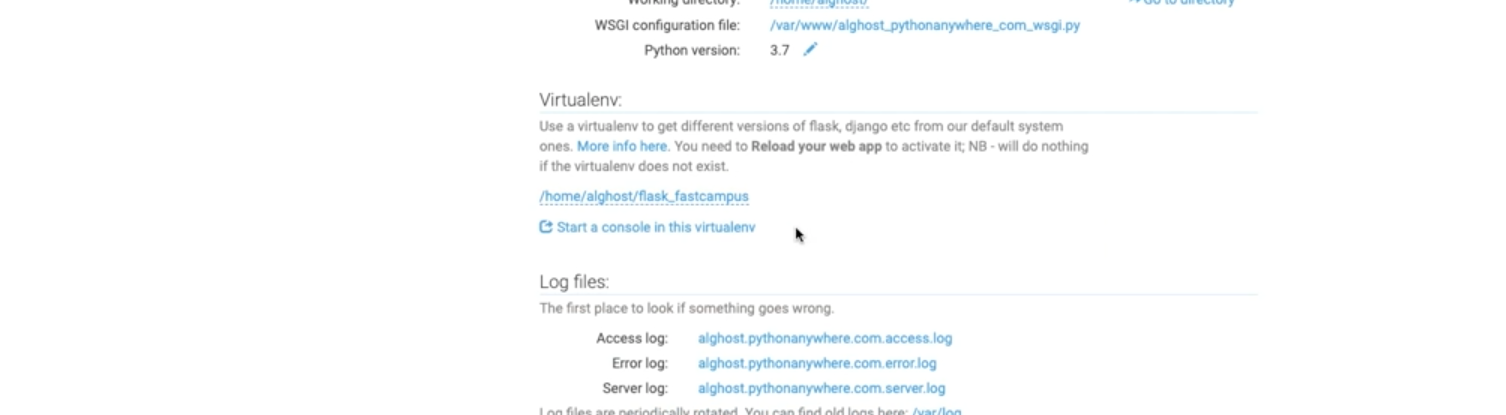 Working directory: /home/alghost/ Go to directory
WSGI configuration file: /var/www/alghost_pythonanywhere_com_wsgi.py
Python version: 3.7
Virtualenv:
Use a virtualenv to get different versions of flask, django etc from our default system
ones. More info here. You need to Reload your web app to activate it; NB - will do nothing
if the virtualenv does not exist.
/home/alghost/flask_fastcampus
Start a console in this virtualenv
Log files:
The first place to look if something goes wrong.
Access log: alghost.pythonanywhere.com.access.log
Error log: alghost.pythonanywhere.com.error.log
Server log: alghost.pythonanywhere.com.server.log
Log files are periodically rotated. You can find old logs here: /var/log